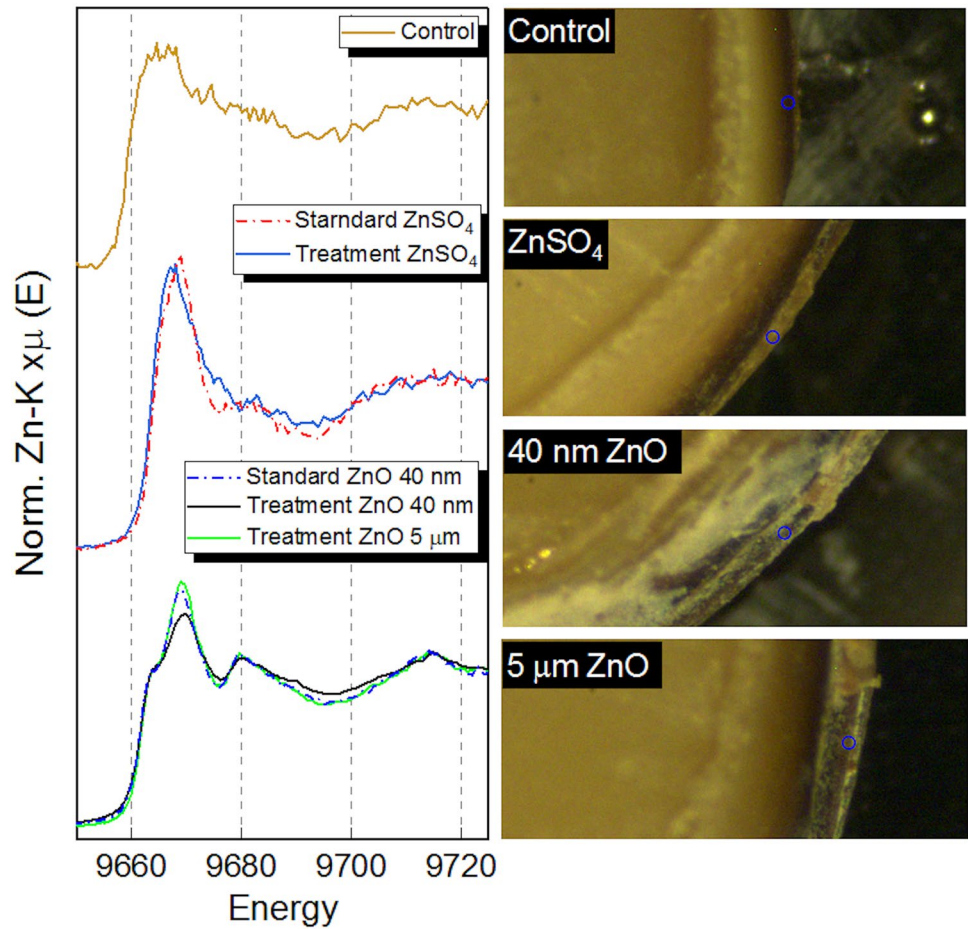 Control
Starndard ZnSO₄
Treatment ZnSO₄
Standard ZnO 40 nm
Treatment ZnO 40 nm
Treatment ZnO 5 μm
Norm. Zn-K xμ (E)
9660 9680 9700 9720
Energy
Control
ZnSO₄
40 nm ZnO
5 μm ZnO